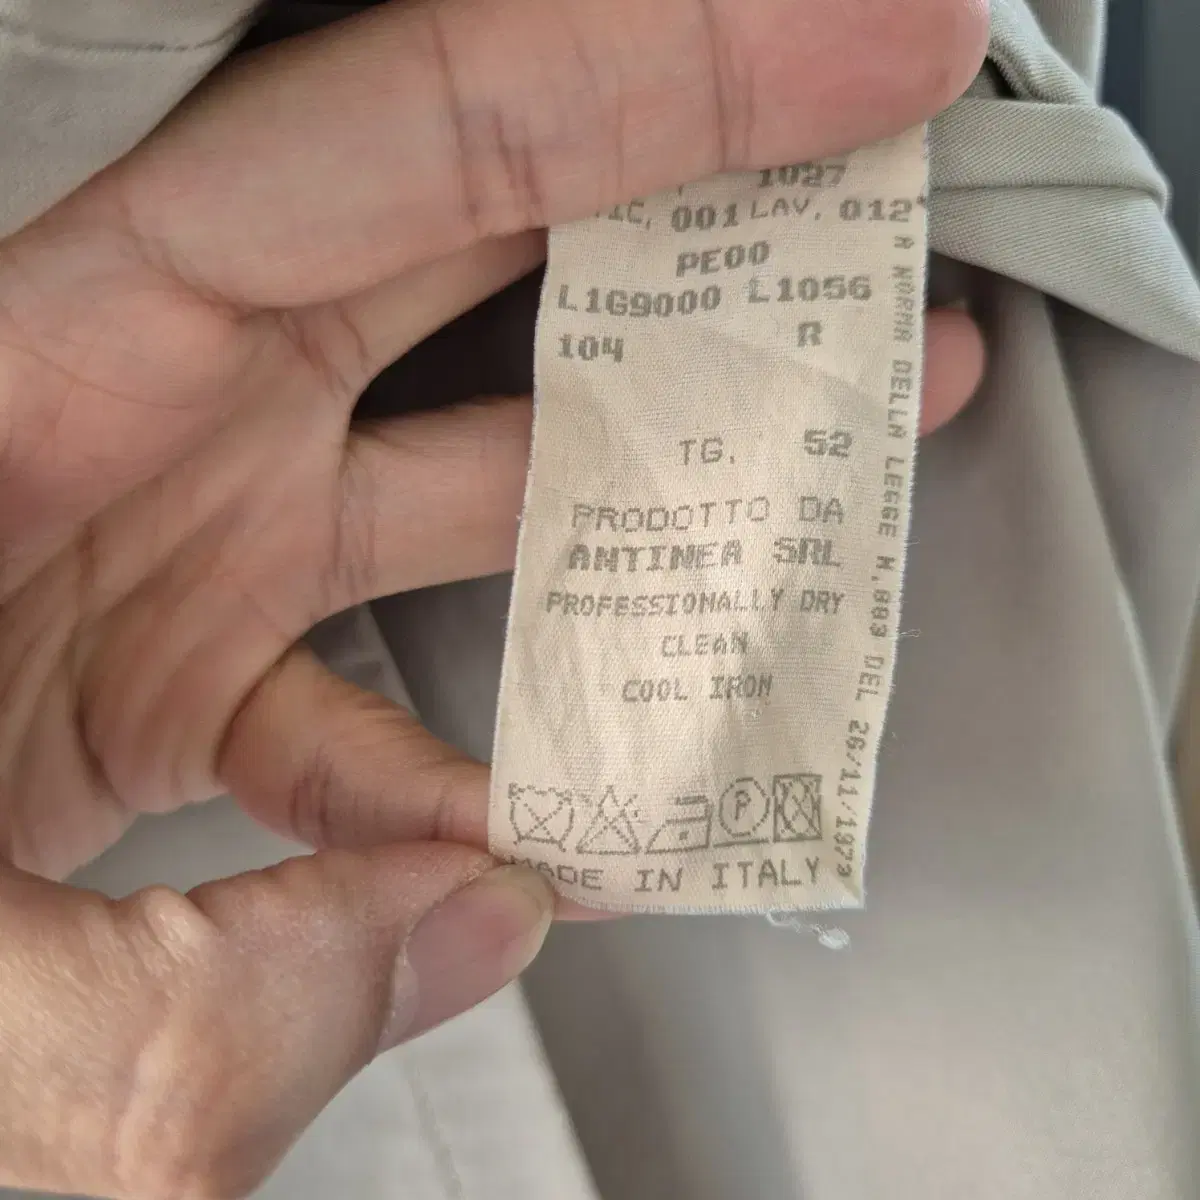 1027
001 LAV. 012
PE00
L1G9000 L1056
104 R
TG. 52
PRODOTTO DA
ANTINEA SRL
PROFESSIONALLY DRY
CLEAN
COOL IRON
P
MADE IN ITALY
A NORMA DELLA LEGGE N.883 DEL 26/11/1973